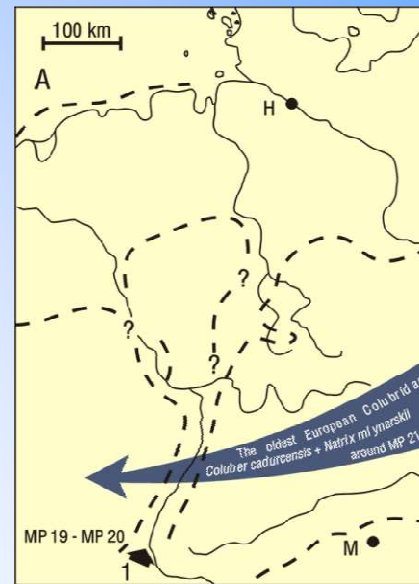 100 km
A
H
?
?
?
The oldest European Colubrid
Coluber cadurcensis + Natrix mlynarskii
around MP 21
MP 19 - MP 20
1
M